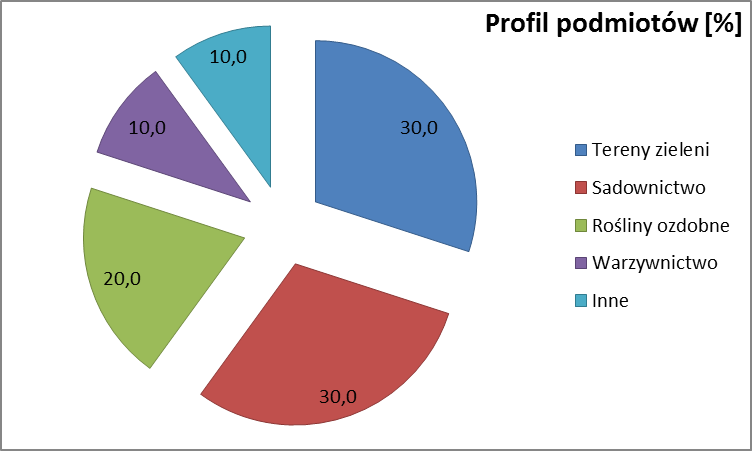 Profil podmiotów [%]
10,0
30,0
10,0
20,0
30,0
Tereny zieleni
Sadownictwo
Rośliny ozdobne
Warzywnictwo
Inne